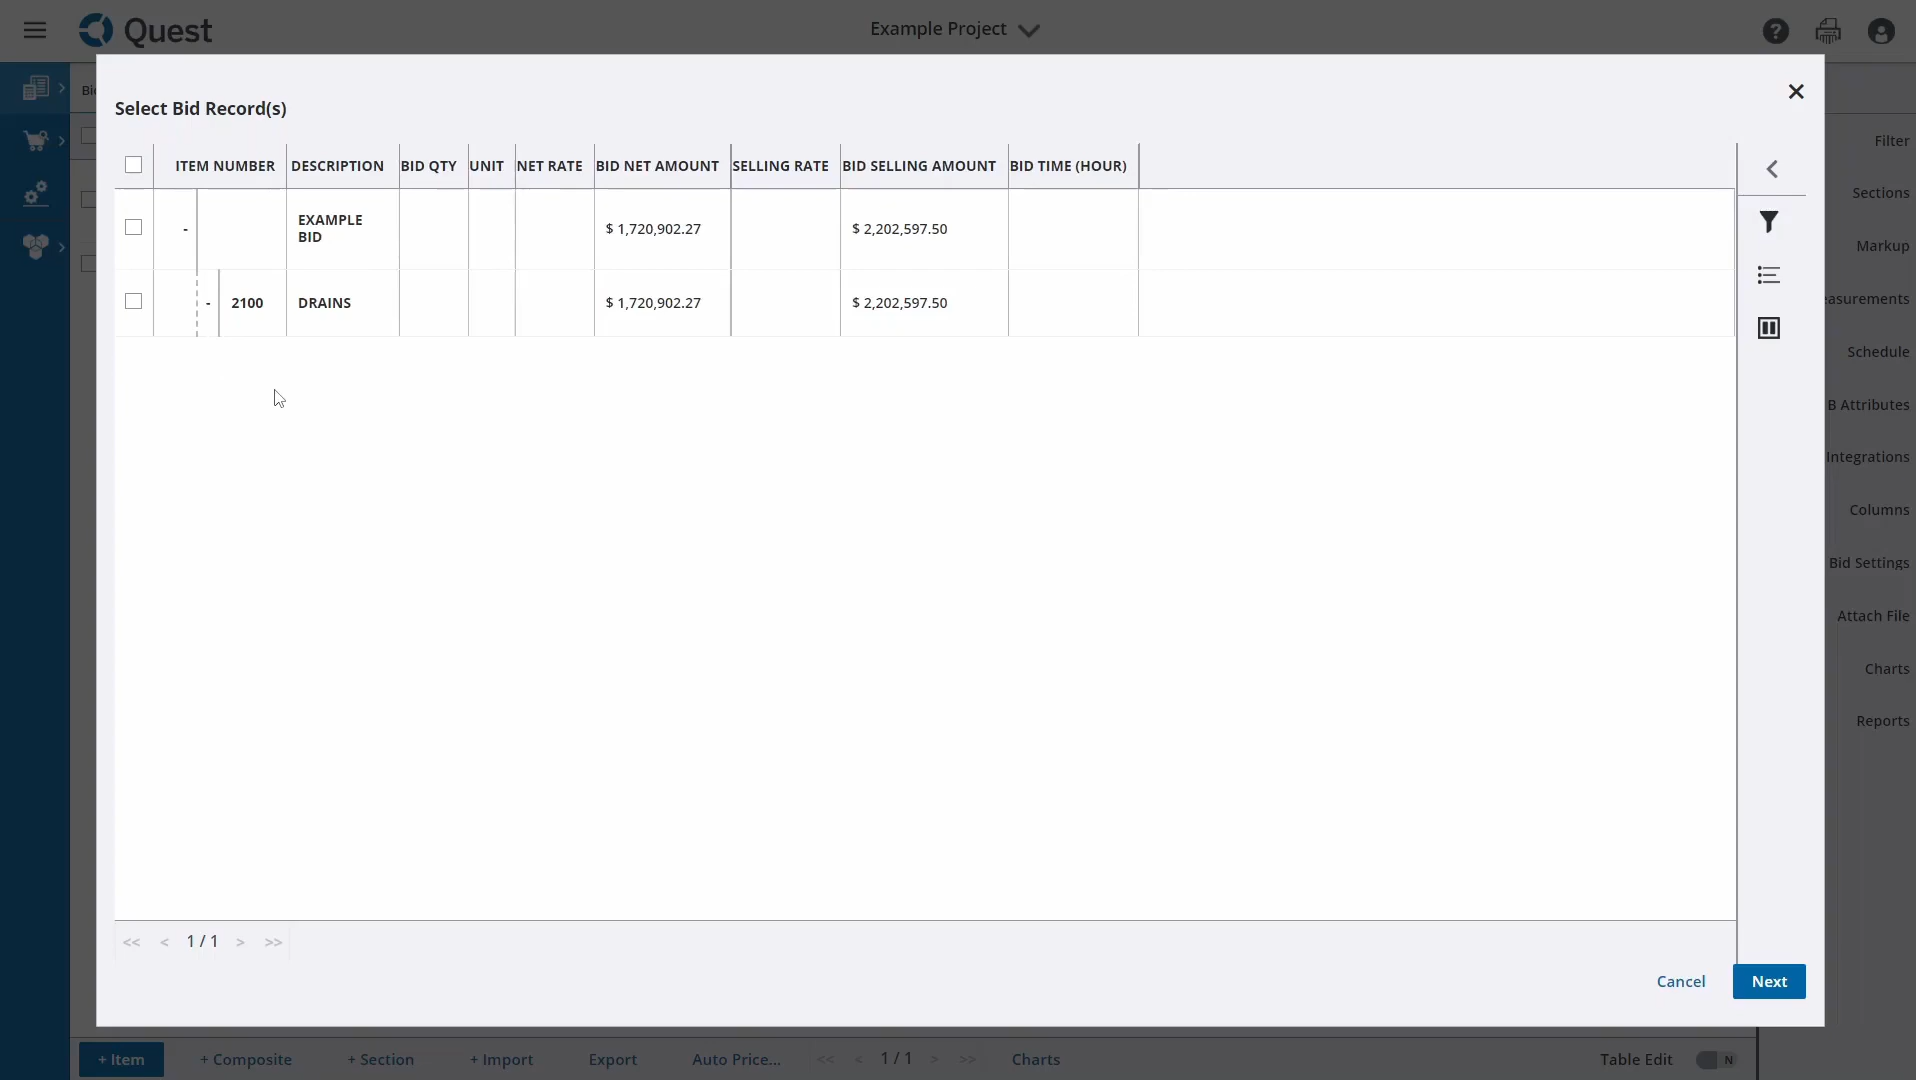 Quest
Example Project
Select Bid Record(s)
ITEM NUMBER DESCRIPTION BID QTY UNIT NET RATE BID NET AMOUNT SELLING RATE BID SELLING AMOUNT BID TIME (HOUR)
- EXAMPLE
BID
$ 1,720,902.27 $ 2,202,597.50
- 2100 DRAINS $ 1,720,902.27 $ 2,202,597.50
Filter
Sections
Markup
Schedule
B Attributes
Integrations
Columns
Bid Settings
Attach File
Charts
Reports
<< < 1 / 1 > >>
Cancel Next
+ Item + Composite + Section + Import Export Auto Price... << < 1 / 1 > >> Charts Table Edit N